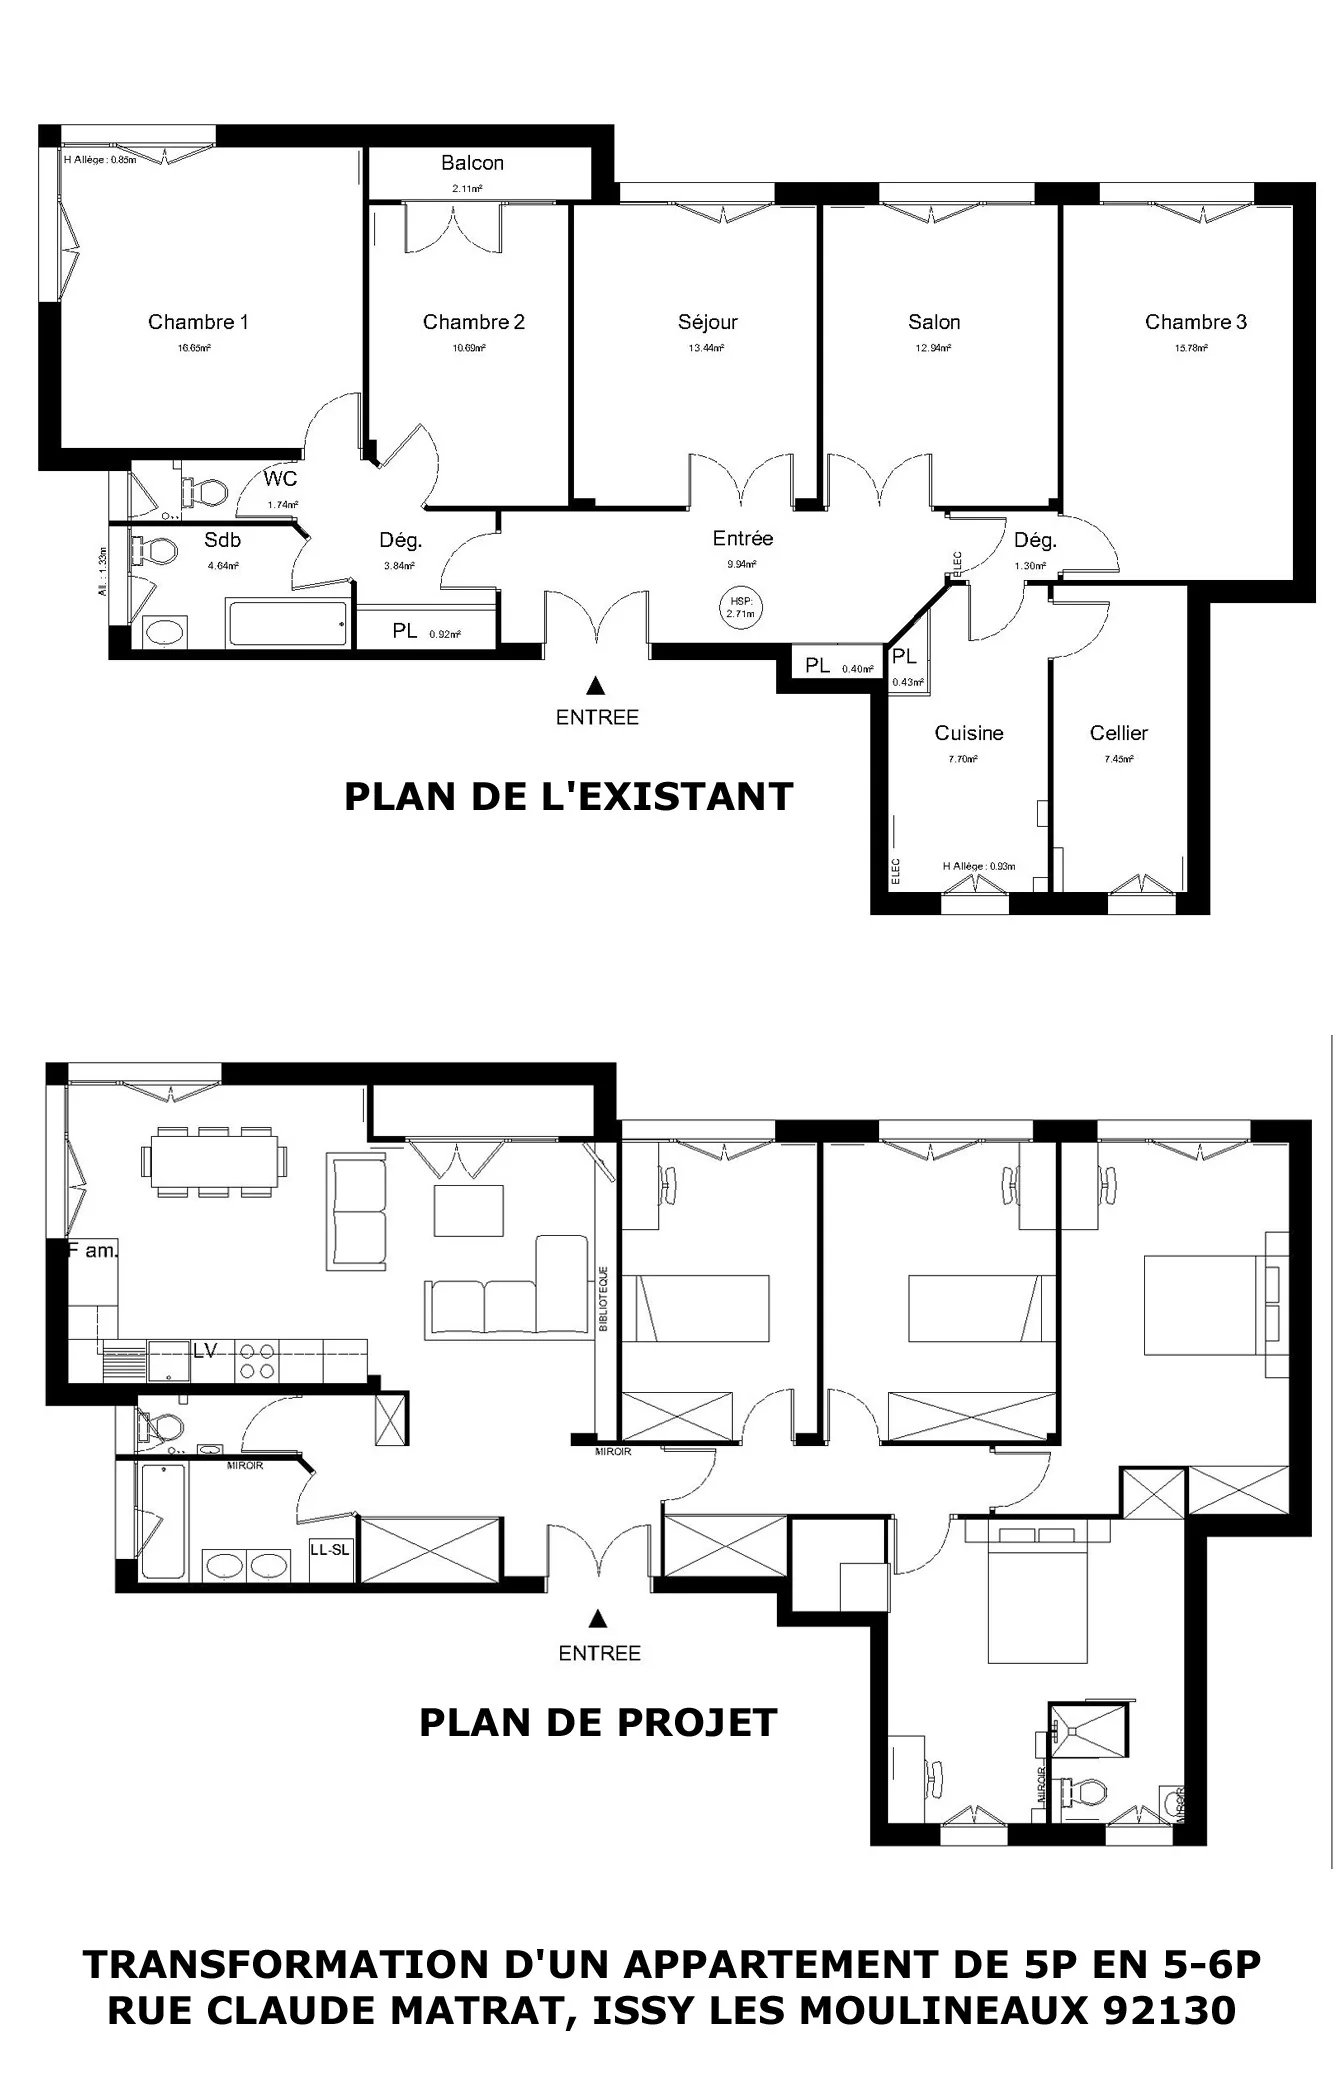 H Allège : 0.85m
Balcon
2.11m²
Chambre 1
16.65m²
Chambre 2
10.69m²
Séjour
13.44m²
Salon
12.94m²
Chambre 3
15.78m²
WC
1.74m²
Sdb
4.64m²
Dég.
3.84m²
Entrée
9.94m²
ELEC
Dég.
1.30m²
All. : 1.33m
HSP:
2.71m
PL 0.92m²
PL 0.40m²
PL
0.43m²
ENTREE
Cuisine
7.70m²
Cellier
7.45m²
PLAN DE L'EXISTANT
ELEC
H Allège : 0.93m
F am.
BIBLIOTEQUE
LV
MIROIR
MIROIR
LL-SL
ENTREE
PLAN DE PROJET
MIROIR
MIROIR
TRANSFORMATION D'UN APPARTEMENT DE 5P EN 5-6P
RUE CLAUDE MATRAT, ISSY LES MOULINEAUX 92130